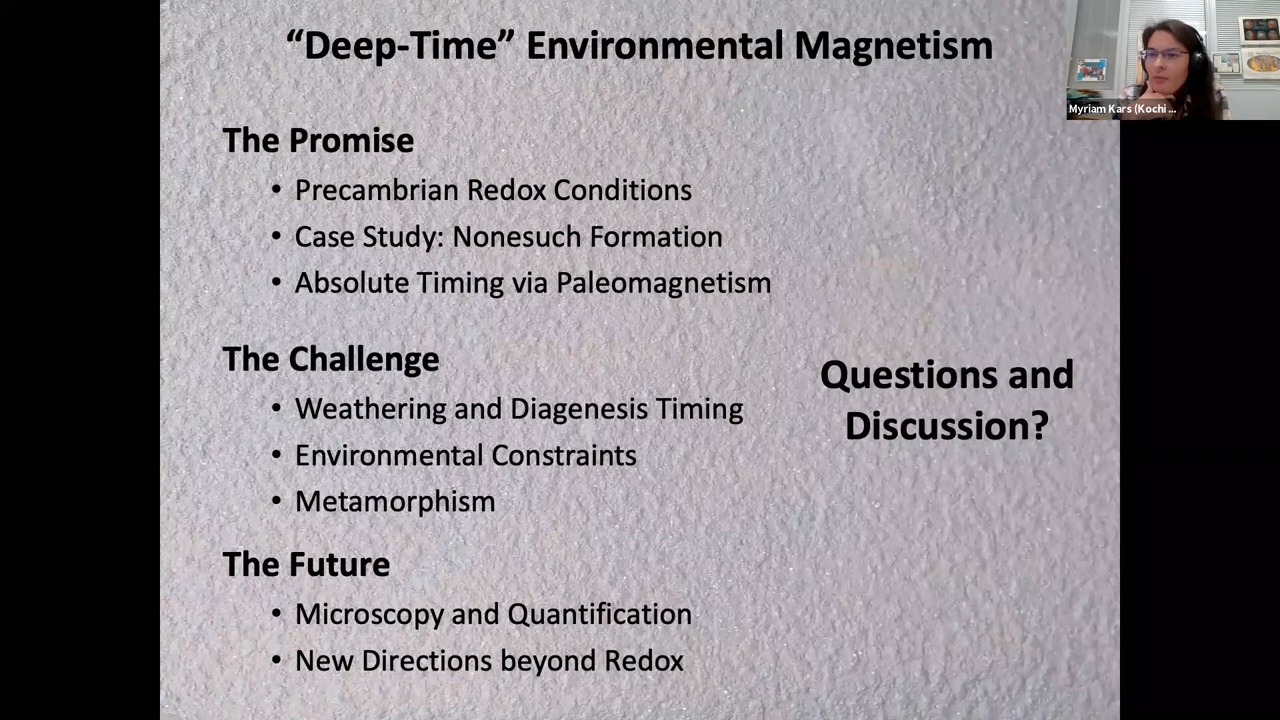 “Deep-Time” Environmental Magnetism
Myriam Kars (Kochi ...
The Promise
• Precambrian Redox Conditions
• Case Study: Nonesuch Formation
• Absolute Timing via Paleomagnetism
The Challenge
• Weathering and Diagenesis Timing
• Environmental Constraints
• Metamorphism
Questions and
Discussion?
The Future
• Microscopy and Quantification
• New Directions beyond Redox